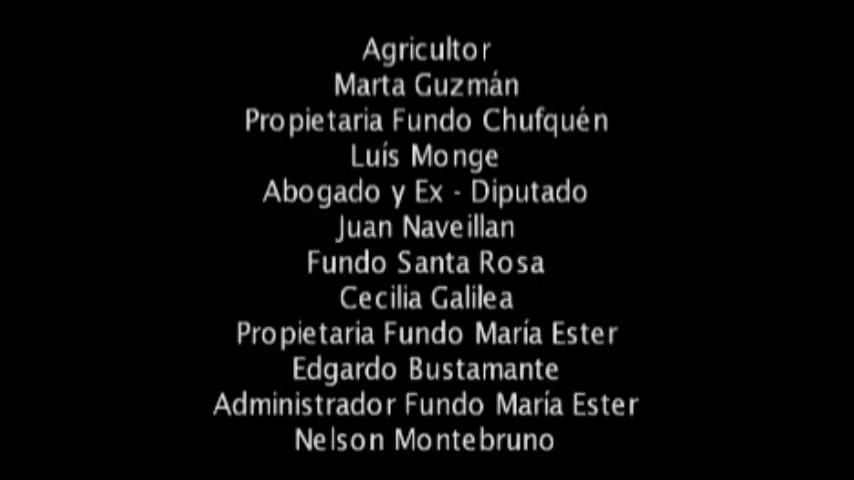 Agricultor
Marta Guzmán
Propietaria Fundo Chufquén
Luís Monge
Abogado y Ex - Diputado
Juan Naveillan
Fundo Santa Rosa
Cecilia Galilea
Propietaria Fundo María Ester
Edgardo Bustamante
Administrador Fundo María Ester
Nelson Montebruno